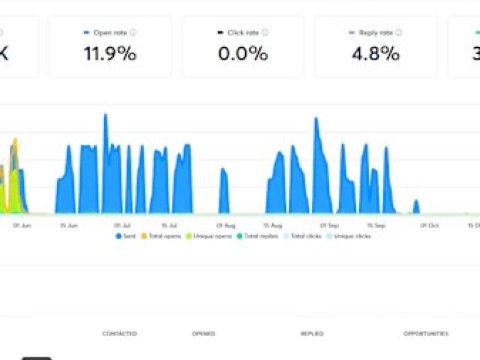 Open rate
Click rate
Reply rate
K
11.9%
0.0%
4.8%
3
01 Jun
15 Jun
01 Jul
15 Jul
01 Aug
15 Aug
01 Sep
15 Sep
01 Oct
15 O
Sent
Total opens
Unique opens
Total replies
Total clicks
Unique clicks
CONTACTED
OPENED
REPLIED
OPPORTUNITIES